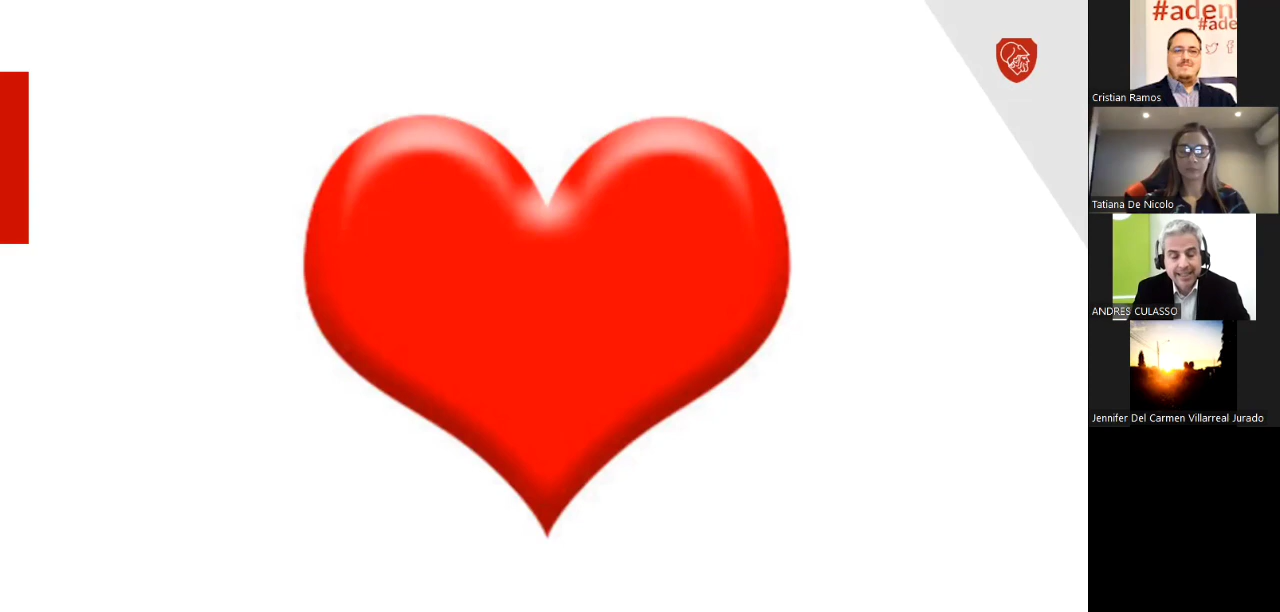 #aden
#ade
Cristian Ramos
Tatiana De Nicolo
ANDRES CULASSO
Jennifer Del Carmen Villarreal Jurado